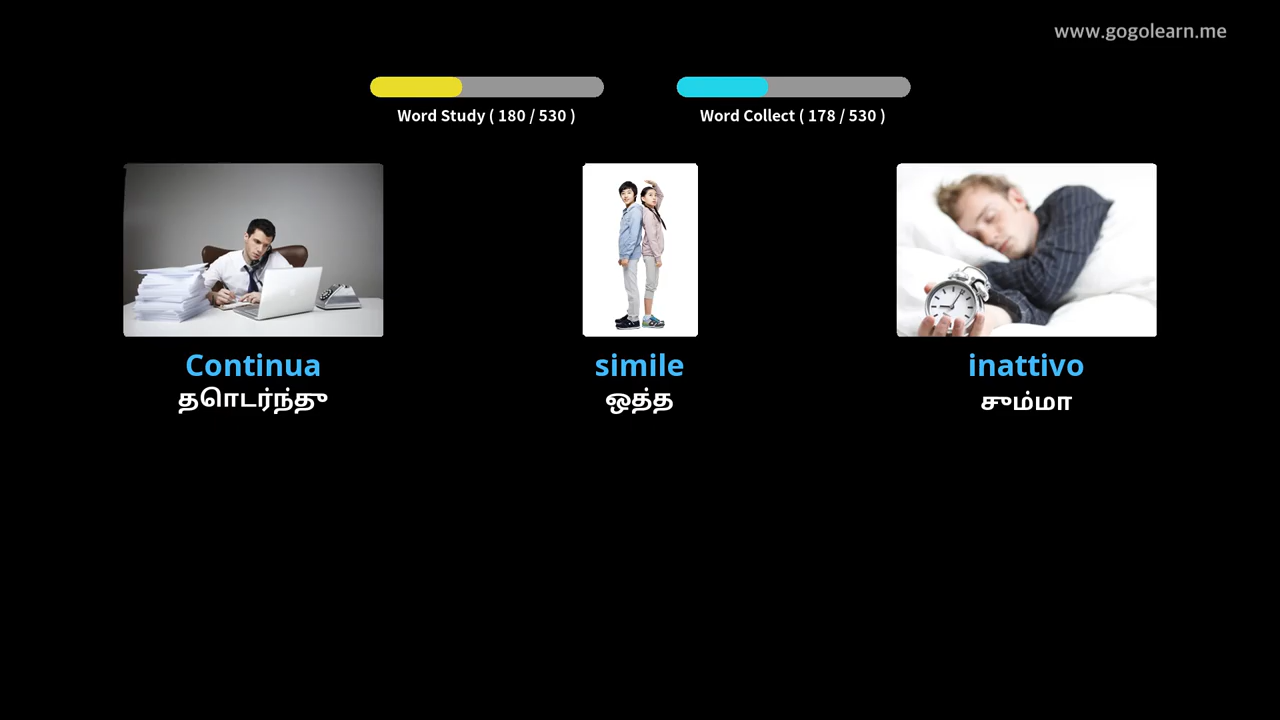 www.gogolearn.me
Word Study ( 180 / 530 )
Word Collect ( 178 / 530 )
Continua
தொடர்ந்து
simile
ஒத்த
inattivo
சும்மா